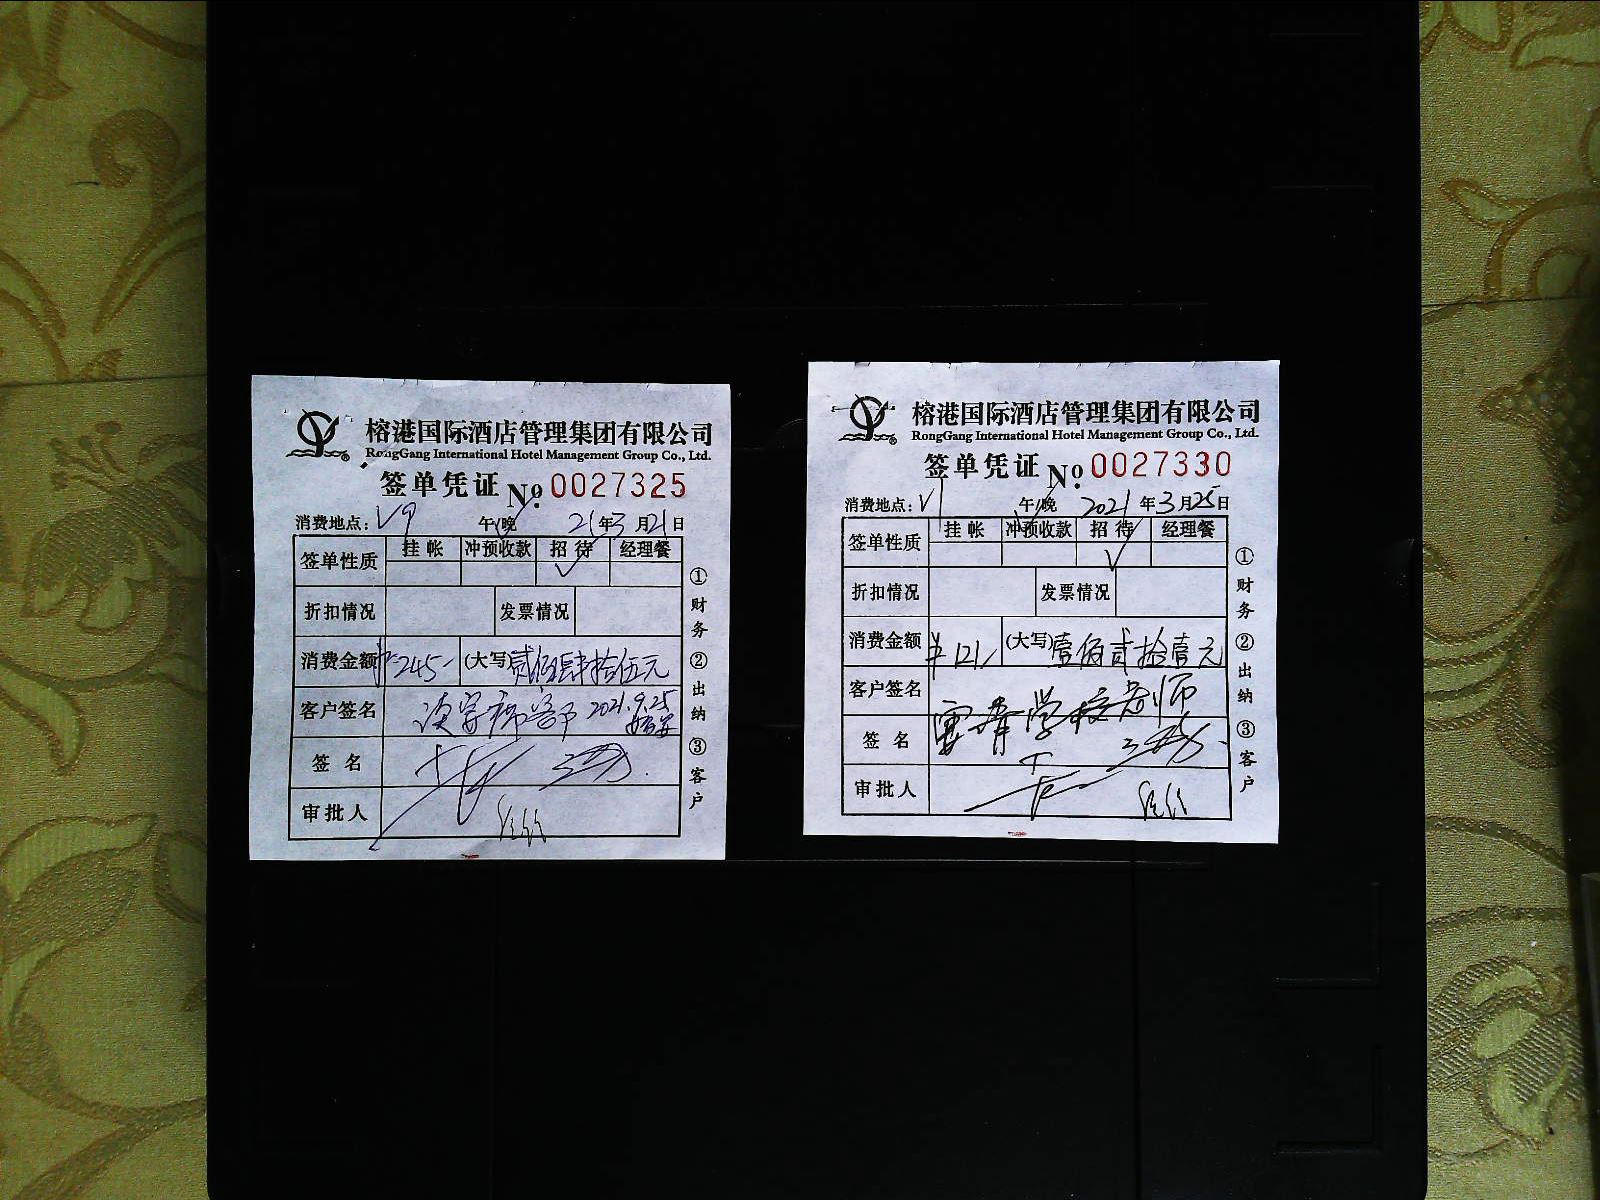 榕港国际酒店管理集团有限公司
RongGang International Hotel Management Group Co., Ltd.
签单凭证 No. 0027325
消费地点: V9 午/晚 21年3月21日
签单性质 挂帐 冲预收款 招待 经理餐
✓
折扣情况 发票情况
消费金额 ¥245- (大写) 贰佰肆拾伍元
客户签名 2021.9.25
签名
审批人
①财务 ②出纳 ③客户
榕港国际酒店管理集团有限公司
RongGang International Hotel Management Group Co., Ltd.
签单凭证 No. 0027330
消费地点: V1 午/晚 2021年3月25日
签单性质 挂帐 冲预收款 招待 经理餐
✓
折扣情况 发票情况
消费金额 ¥121/ (大写) 壹佰贰拾壹元
客户签名 学校老师
签名
审批人
①财务 ②出纳 ③客户